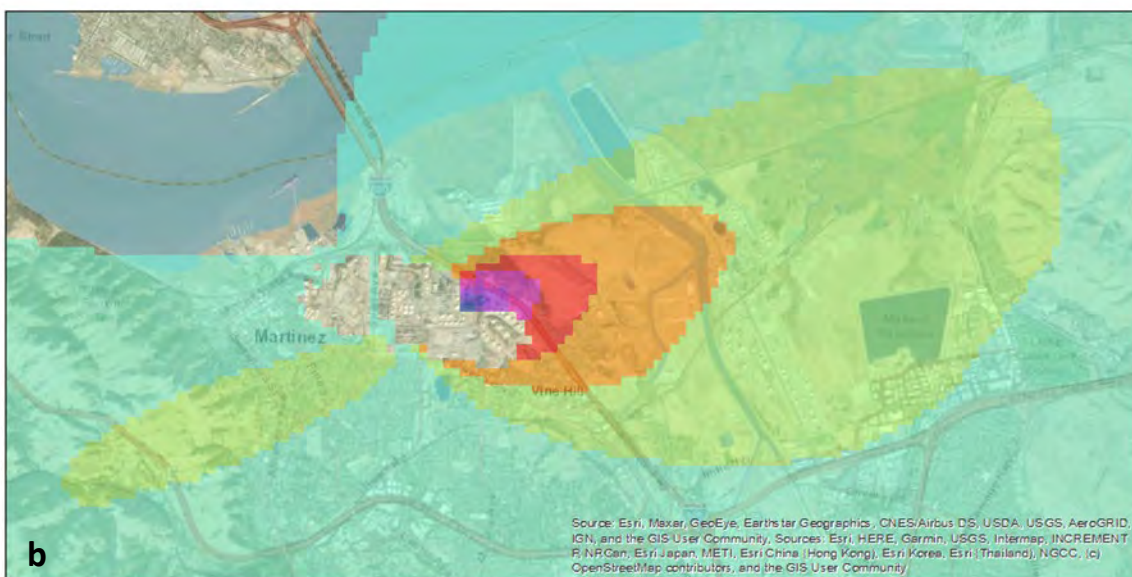 Martinez
Vine Hill
Source: Esri, Maxar, GeoEye, Earthstar Geographics, CNES/Airbus DS, USDA, USGS, AeroGRID,
IGN, and the GIS User Community, Sources: Esri, HERE, Garmin, USGS, Intermap, INCREMENT
P, NRCan, Esri Japan, METI, Esri China (Hong Kong), Esri Korea, Esri (Thailand), NGCC, (c)
OpenStreetMap contributors, and the GIS User Community
b